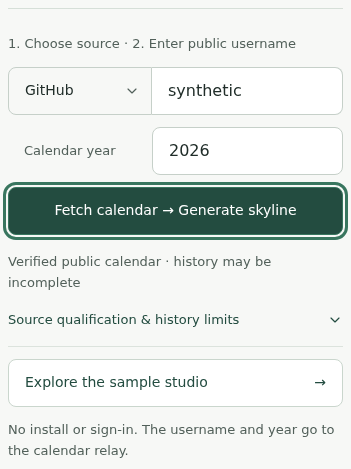 1. Choose source · 2. Enter public username
GitHub
synthetic
Calendar year
2026
Fetch calendar → Generate skyline
Verified public calendar · history may be
incomplete
Source qualification & history limits
Explore the sample studio →
No install or sign-in. The username and year go to
the calendar relay.